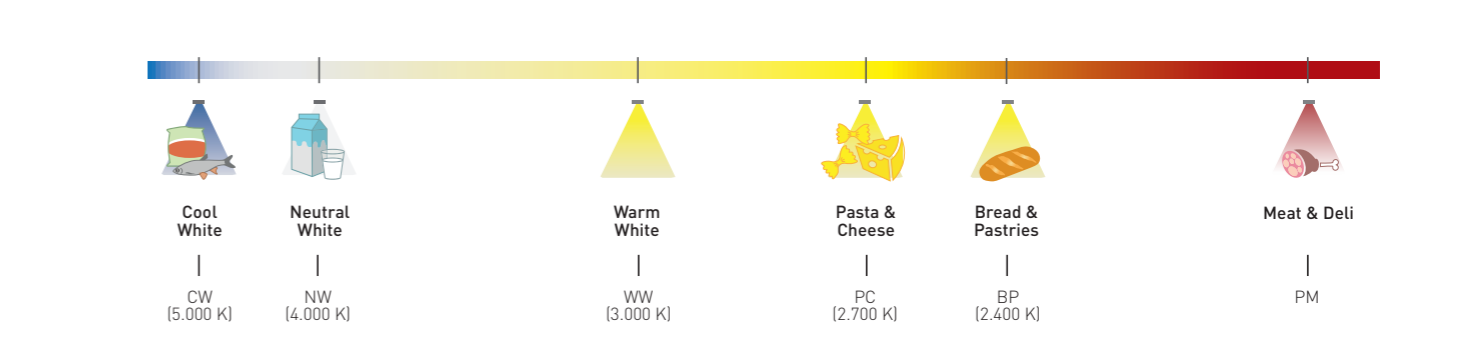 Cool
White
Neutral
White
Warm
White
Pasta &
Cheese
Bread &
Pastries
Meat & Deli
CW
(5.000 K)
NW
(4.000 K)
WW
(3.000 K)
PC
(2.700 K)
BP
(2.400 K)
PM